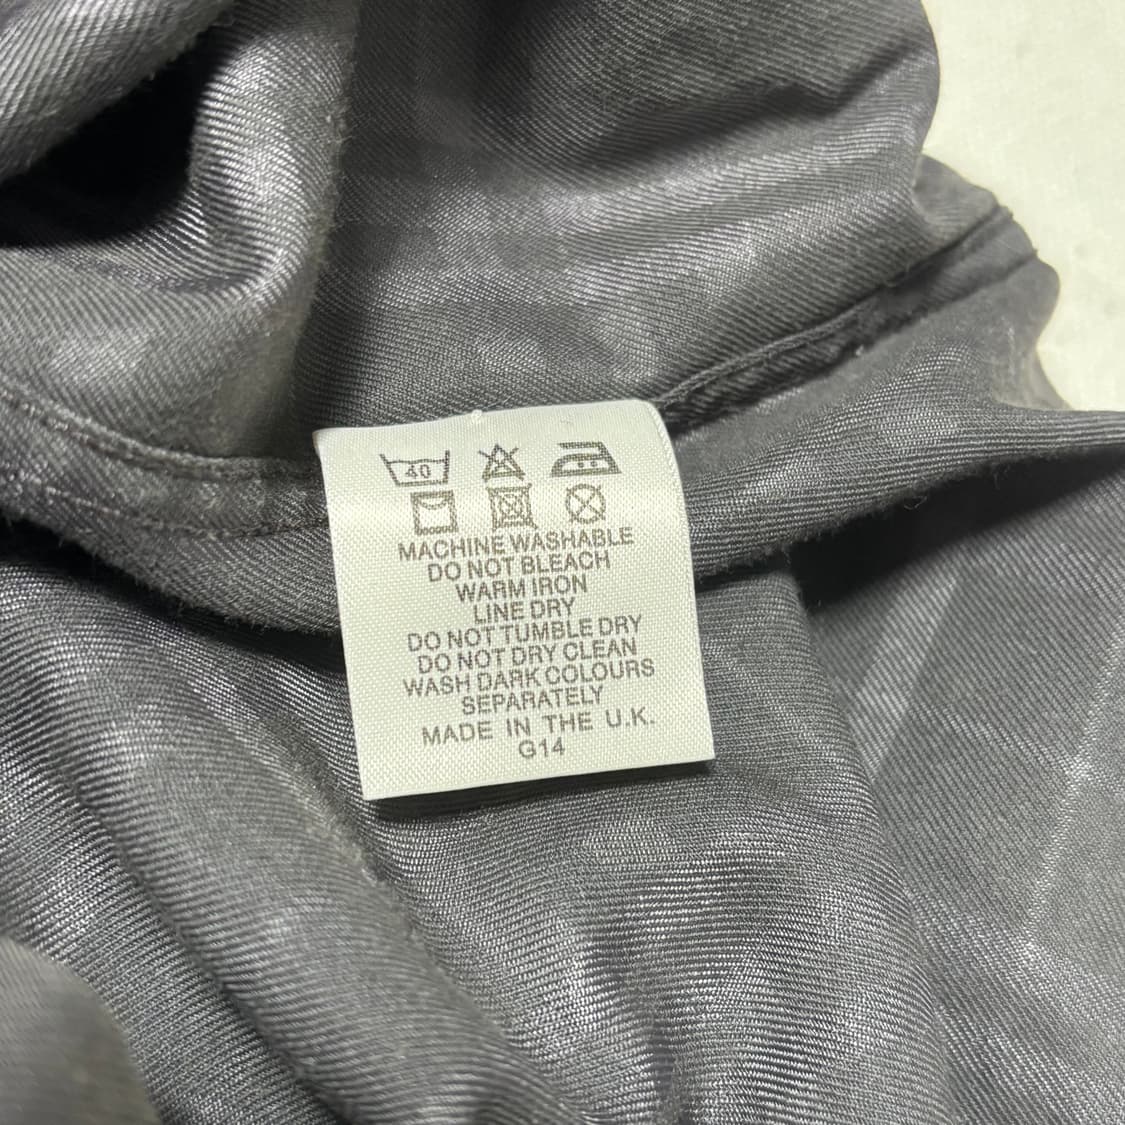 40
MACHINE WASHABLE
DO NOT BLEACH
WARM IRON
LINE DRY
DO NOT TUMBLE DRY
DO NOT DRY CLEAN
WASH DARK COLOURS
SEPARATELY
MADE IN THE U.K.
G14